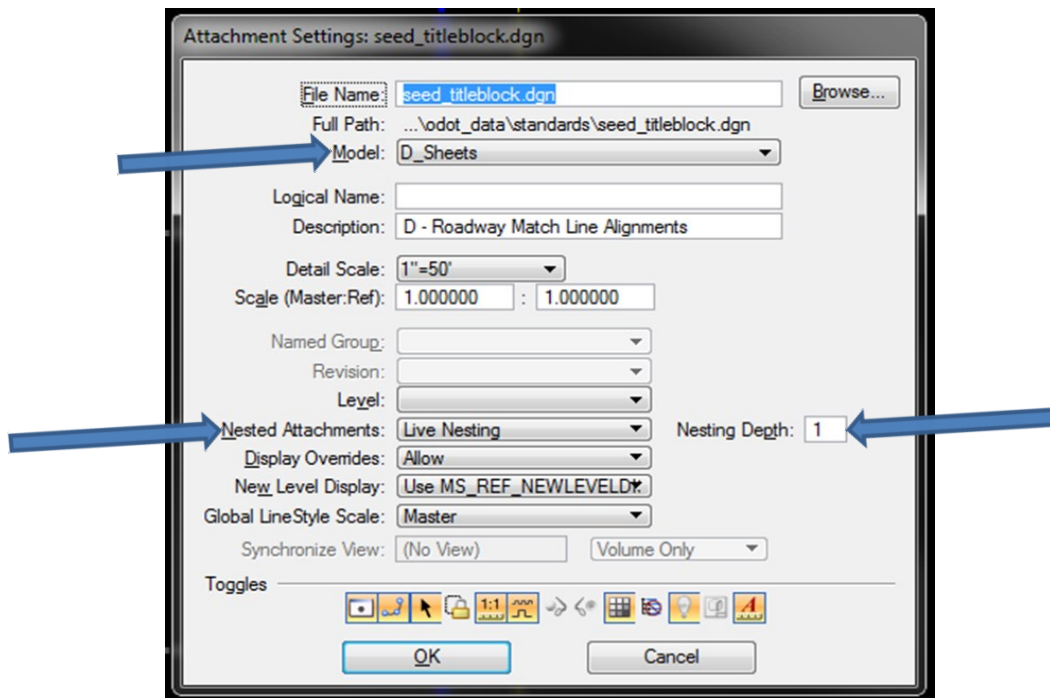 Attachment Settings: seed_titleblock.dgn
File Name: seed_titleblock.dgn Browse...
Full Path: ...\odot_data\standards\seed_titleblock.dgn
Model: D_Sheets
Logical Name:
Description: D - Roadway Match Line Alignments
Detail Scale: 1"=50'
Scale (Master:Ref): 1.000000 : 1.000000
Named Group:
Revision:
Level:
Nested Attachments: Live Nesting Nesting Depth: 1
Display Overrides: Allow
New Level Display: Use MS_REF_NEWLEVELDI
Global LineStyle Scale: Master
Synchronize View: (No View) Volume Only
Toggles
1:1 A
OK Cancel